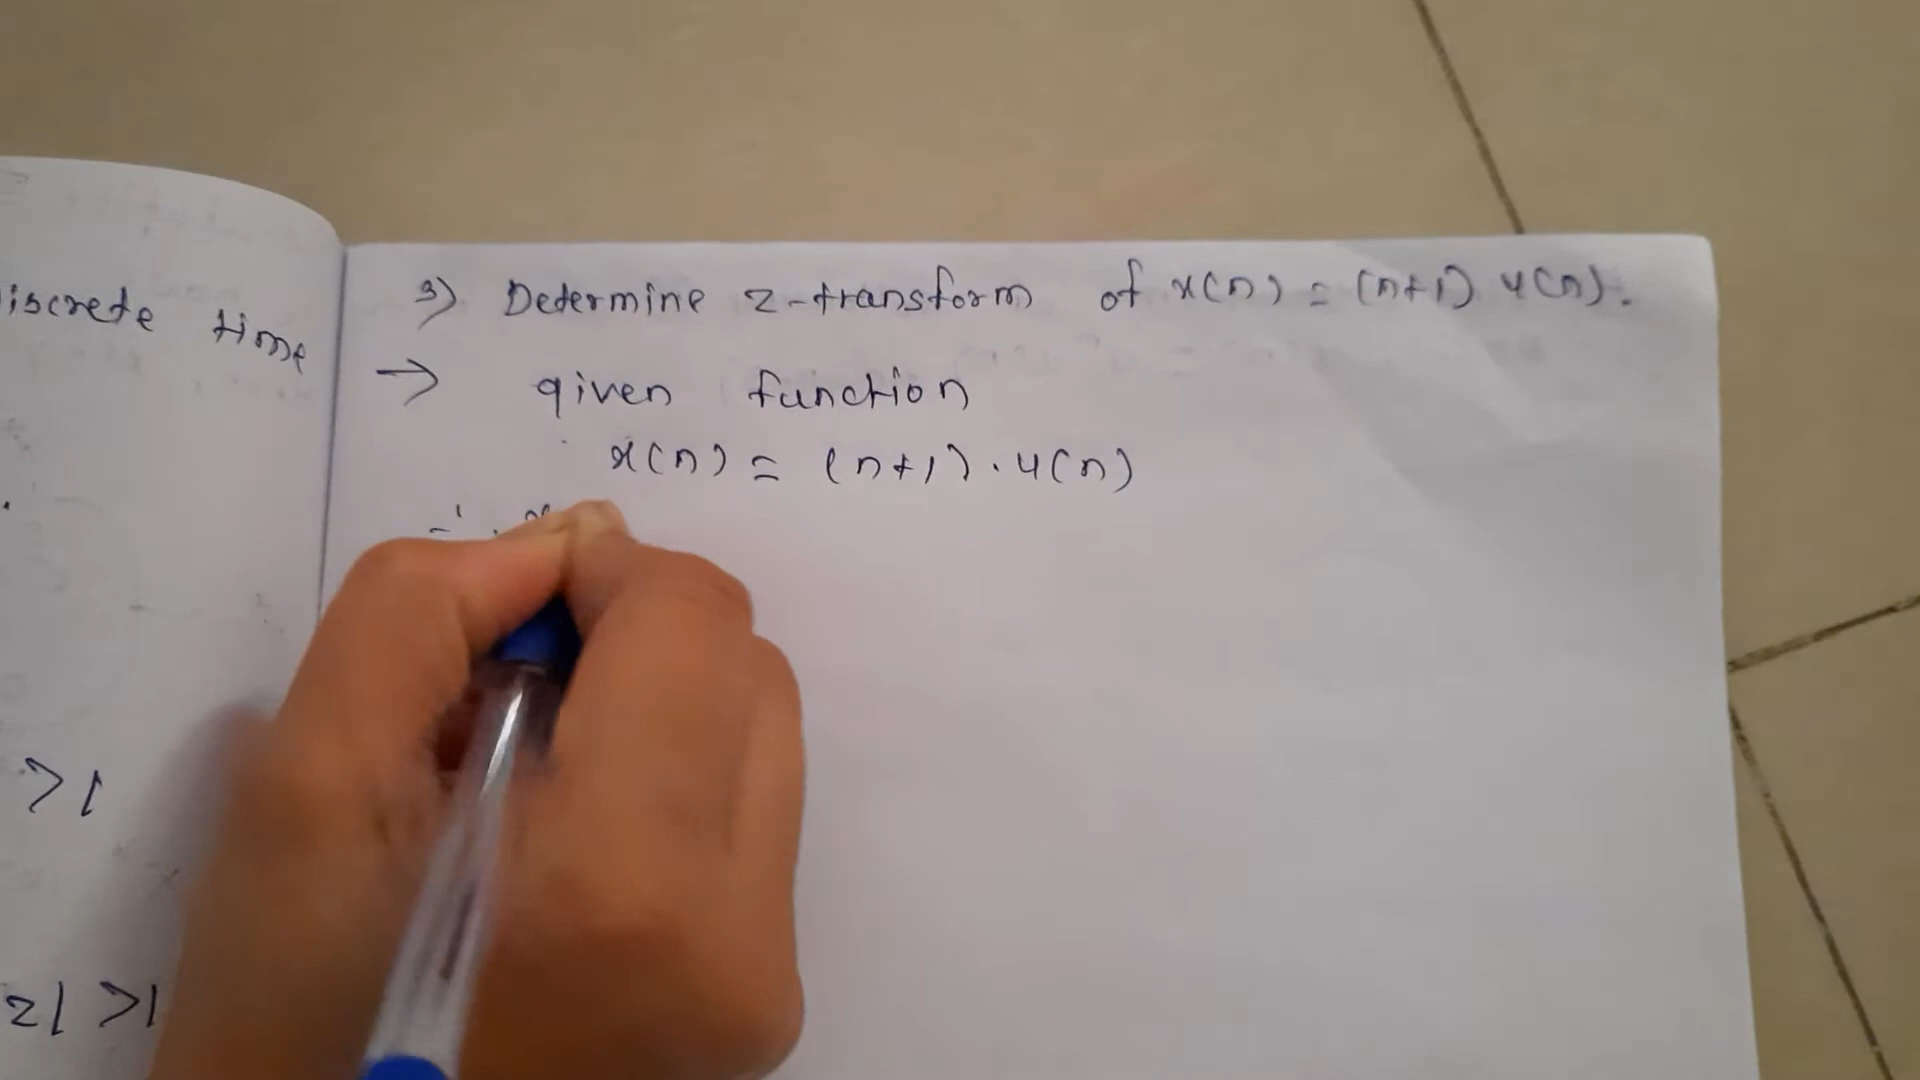 iscrete time
>1
z| >1
3) Determine z-transform of x(n) = (n+1) u(n).
→ given function
x(n) = (n+1) . u(n)